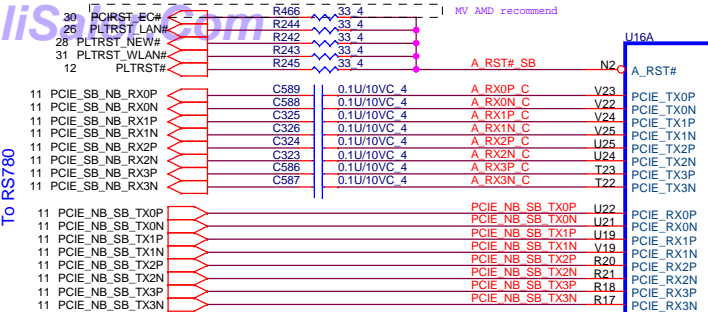 30 PCIRST_EC# R466 33_4 MV AMD recommend
26 PLTRST_LAN# R244 33_4
28 PLTRST_NEW# R242 33_4
31 PLTRST_WLAN# R243 33_4
12 PLTRST# R245 33_4 A_RST#_SB N2 A_RST#
U16A
11 PCIE_SB_NB_RX0P C589 0.1U/10VC_4 A_RX0P_C V23 PCIE_TX0P
11 PCIE_SB_NB_RX0N C588 0.1U/10VC_4 A_RX0N_C V22 PCIE_TX0N
11 PCIE_SB_NB_RX1P C325 0.1U/10VC_4 A_RX1P_C V24 PCIE_TX1P
11 PCIE_SB_NB_RX1N C326 0.1U/10VC_4 A_RX1N_C V25 PCIE_TX1N
11 PCIE_SB_NB_RX2P C324 0.1U/10VC_4 A_RX2P_C U25 PCIE_TX2P
11 PCIE_SB_NB_RX2N C323 0.1U/10VC_4 A_RX2N_C U24 PCIE_TX2N
11 PCIE_SB_NB_RX3P C586 0.1U/10VC_4 A_RX3P_C T23 PCIE_TX3P
11 PCIE_SB_NB_RX3N C587 0.1U/10VC_4 A_RX3N_C T22 PCIE_TX3N
To RS780
11 PCIE_NB_SB_TX0P PCIE_NB_SB_TX0P U22 PCIE_RX0P
11 PCIE_NB_SB_TX0N PCIE_NB_SB_TX0N U21 PCIE_RX0N
11 PCIE_NB_SB_TX1P PCIE_NB_SB_TX1P U19 PCIE_RX1P
11 PCIE_NB_SB_TX1N PCIE_NB_SB_TX1N V19 PCIE_RX1N
11 PCIE_NB_SB_TX2P PCIE_NB_SB_TX2P R20 PCIE_RX2P
11 PCIE_NB_SB_TX2N PCIE_NB_SB_TX2N R21 PCIE_RX2N
11 PCIE_NB_SB_TX3P PCIE_NB_SB_TX3P R18 PCIE_RX3P
11 PCIE_NB_SB_TX3N PCIE_NB_SB_TX3N R17 PCIE_RX3N